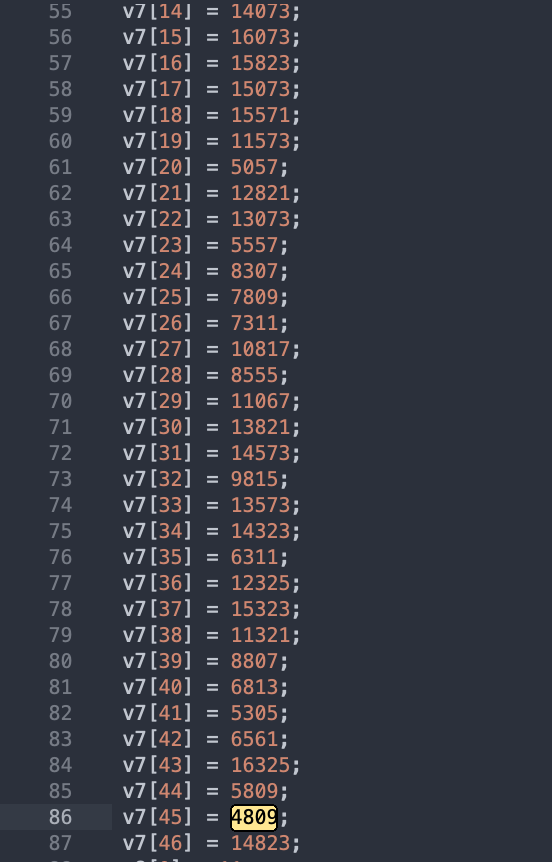 55 v7[14] = 14073;
56 v7[15] = 16073;
57 v7[16] = 15823;
58 v7[17] = 15073;
59 v7[18] = 15571;
60 v7[19] = 11573;
61 v7[20] = 5057;
62 v7[21] = 12821;
63 v7[22] = 13073;
64 v7[23] = 5557;
65 v7[24] = 8307;
66 v7[25] = 7809;
67 v7[26] = 7311;
68 v7[27] = 10817;
69 v7[28] = 8555;
70 v7[29] = 11067;
71 v7[30] = 13821;
72 v7[31] = 14573;
73 v7[32] = 9815;
74 v7[33] = 13573;
75 v7[34] = 14323;
76 v7[35] = 6311;
77 v7[36] = 12325;
78 v7[37] = 15323;
79 v7[38] = 11321;
80 v7[39] = 8807;
81 v7[40] = 6813;
82 v7[41] = 5305;
83 v7[42] = 6561;
84 v7[43] = 16325;
85 v7[44] = 5809;
86 v7[45] = 4809;
87 v7[46] = 14823;